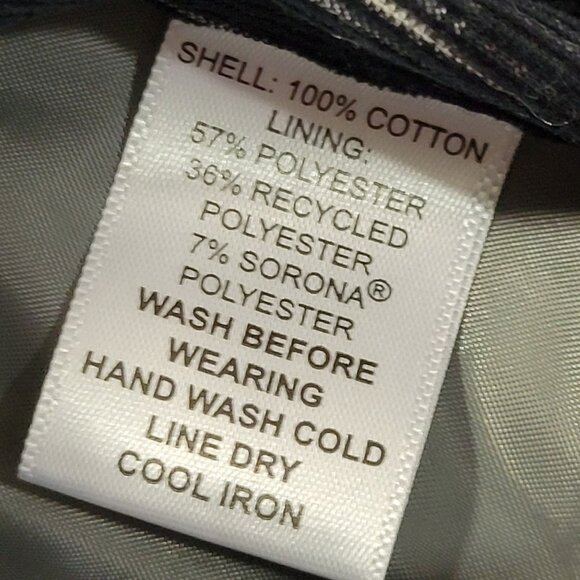 SHELL: 100% COTTON
LINING:
57% POLYESTER
36% RECYCLED
POLYESTER
7% SORONA®
POLYESTER
WASH BEFORE
WEARING
HAND WASH COLD
LINE DRY
COOL IRON